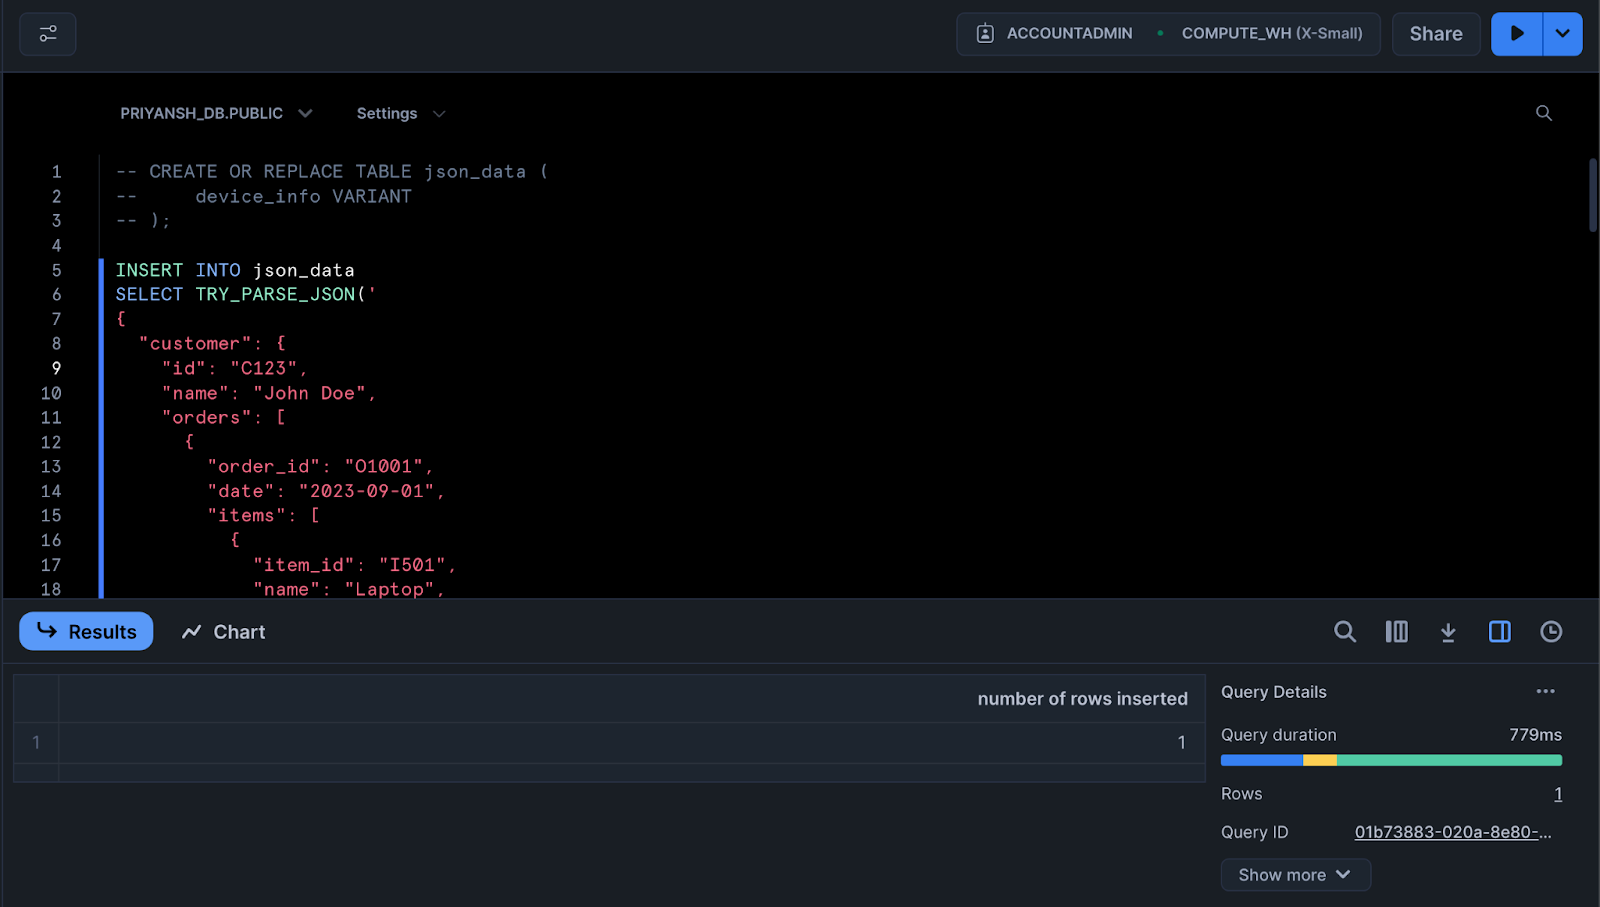 ACCOUNTADMIN • COMPUTE_WH (X-Small) Share
PRIYANSH_DB.PUBLIC Settings
1 -- CREATE OR REPLACE TABLE json_data (
2 --     device_info VARIANT
3 -- );
4
5 INSERT INTO json_data
6 SELECT TRY_PARSE_JSON('
7 {
8   "customer": {
9     "id": "C123",
10     "name": "John Doe",
11     "orders": [
12       {
13         "order_id": "O1001",
14         "date": "2023-09-01",
15         "items": [
16           {
17             "item_id": "I501",
18             "name": "Laptop",
Results Chart
number of rows inserted
1 1
Query Details ...
Query duration 779ms
Rows 1
Query ID 01b73883-020a-8e80-...
Show more